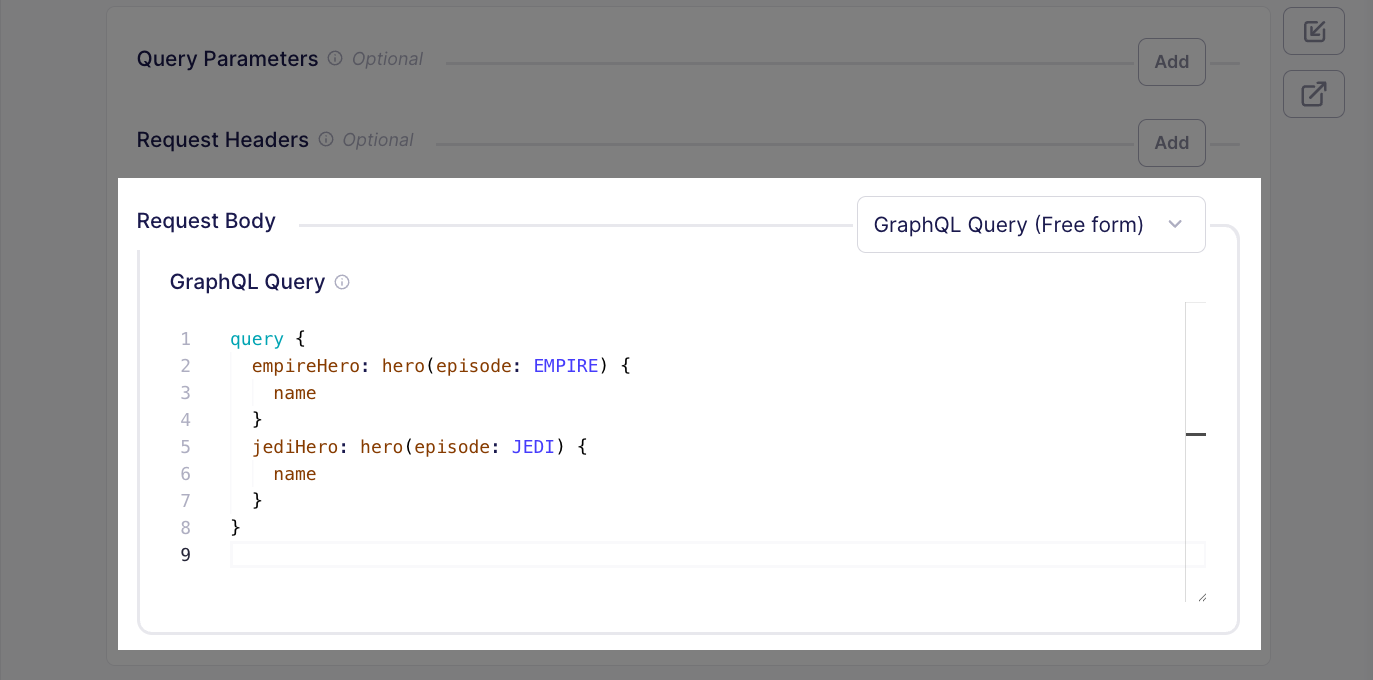 Query Parameters Optional Add
Request Headers Optional Add
Request Body GraphQL Query (Free form)
GraphQL Query
1 query {
2   empireHero: hero(episode: EMPIRE) {
3     name
4   }
5   jediHero: hero(episode: JEDI) {
6     name
7   }
8 }
9